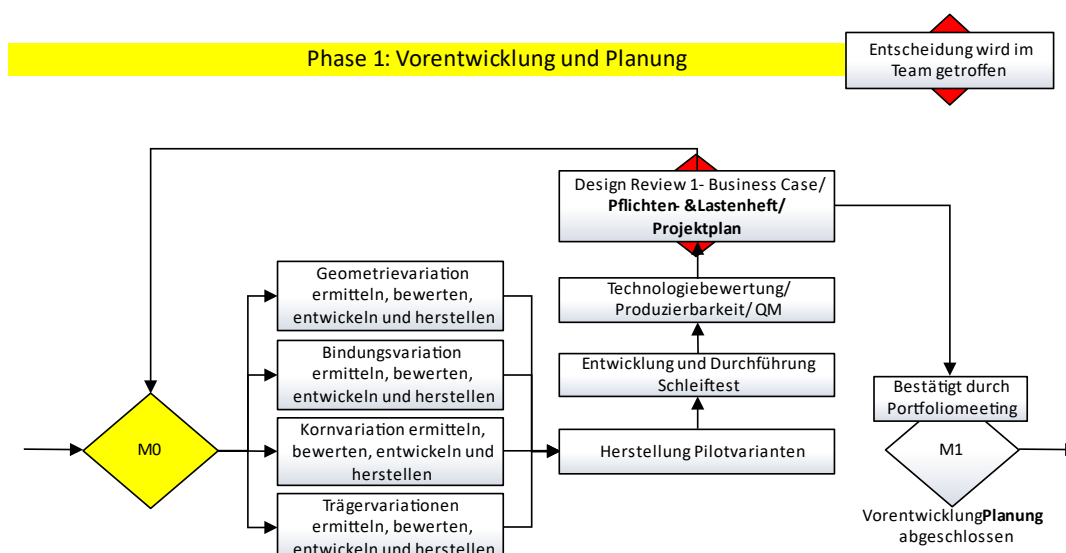 Phase 1: Vorentwicklung und Planung
Entscheidung wird im
Team getroffen
Design Review 1- Business Case/
Pflichten- &Lastenheft/
Projektplan
Geometrievariation
ermitteln, bewerten,
entwickeln und herstellen
Technologiebewertung/
Produzierbarkeit/ QM
Bindungsvariation
ermitteln, bewerten,
entwickeln und herstellen
Entwicklung und Durchführung
Schleiftest
Bestätigt durch
Portfoliomeeting
M0
Kornvariation ermitteln,
bewerten, entwickeln und
herstellen
Herstellung Pilotvarianten
M1
Trägervariationen
ermitteln, bewerten,
entwickeln und herstellen
VorentwicklungPlanung
abgeschlossen